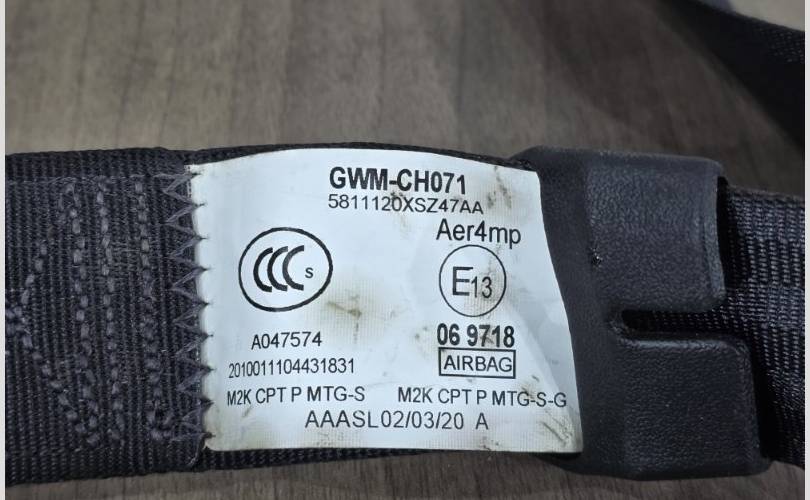 GWM-CH071
5811120XSZ47AA
Aer4mp
CCC S
E13
A047574
06 9718
2010011104431831
AIRBAG
M2K CPT P MTG-S M2K CPT P MTG-S-G
AAASL02/03/20 A